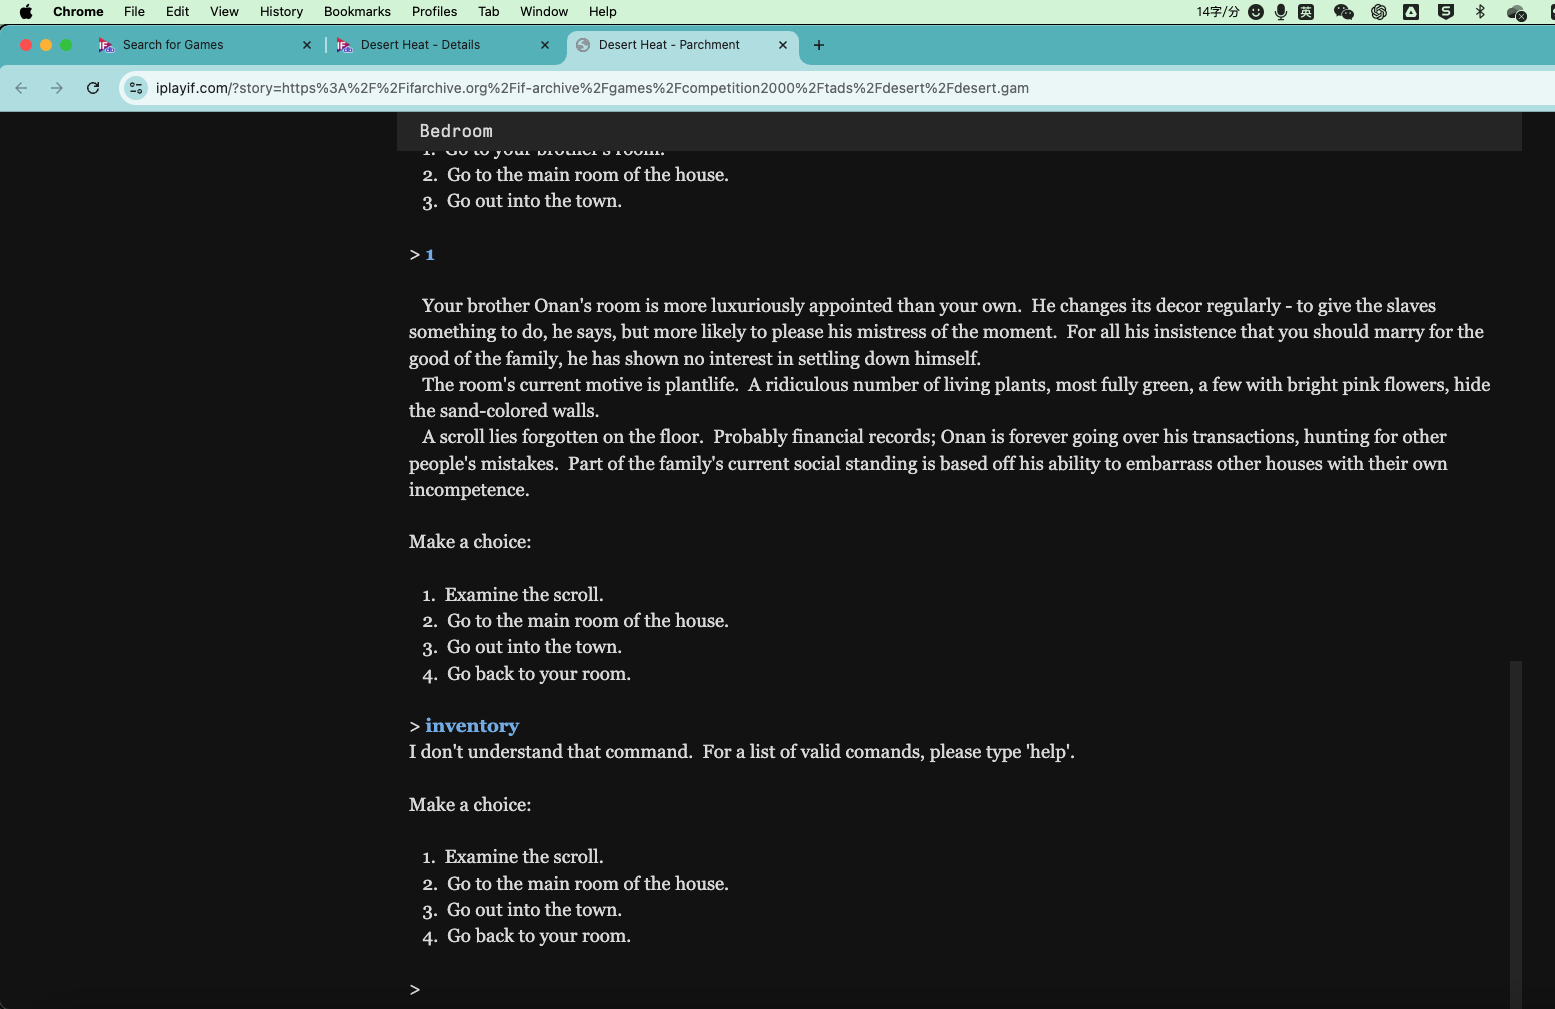 Chrome File Edit View History Bookmarks Profiles Tab Window Help 14字/分 英
Search for Games Desert Heat - Details Desert Heat - Parchment
iplayif.com/?story=https%3A%2F%2Fifarchive.org%2Fif-archive%2Fgames%2Fcompetition2000%2Ftads%2Fdesert%2Fdesert.gam
Bedroom
1. Go to your brother's room.
2. Go to the main room of the house.
3. Go out into the town.
> 1
Your brother Onan's room is more luxuriously appointed than your own. He changes its decor regularly - to give the slaves
something to do, he says, but more likely to please his mistress of the moment. For all his insistence that you should marry for the
good of the family, he has shown no interest in settling down himself.
The room's current motive is plantlife. A ridiculous number of living plants, most fully green, a few with bright pink flowers, hide
the sand-colored walls.
A scroll lies forgotten on the floor. Probably financial records; Onan is forever going over his transactions, hunting for other
people's mistakes. Part of the family's current social standing is based off his ability to embarrass other houses with their own
incompetence.
Make a choice:
1. Examine the scroll.
2. Go to the main room of the house.
3. Go out into the town.
4. Go back to your room.
> inventory
I don't understand that command. For a list of valid comands, please type 'help'.
Make a choice:
1. Examine the scroll.
2. Go to the main room of the house.
3. Go out into the town.
4. Go back to your room.
>